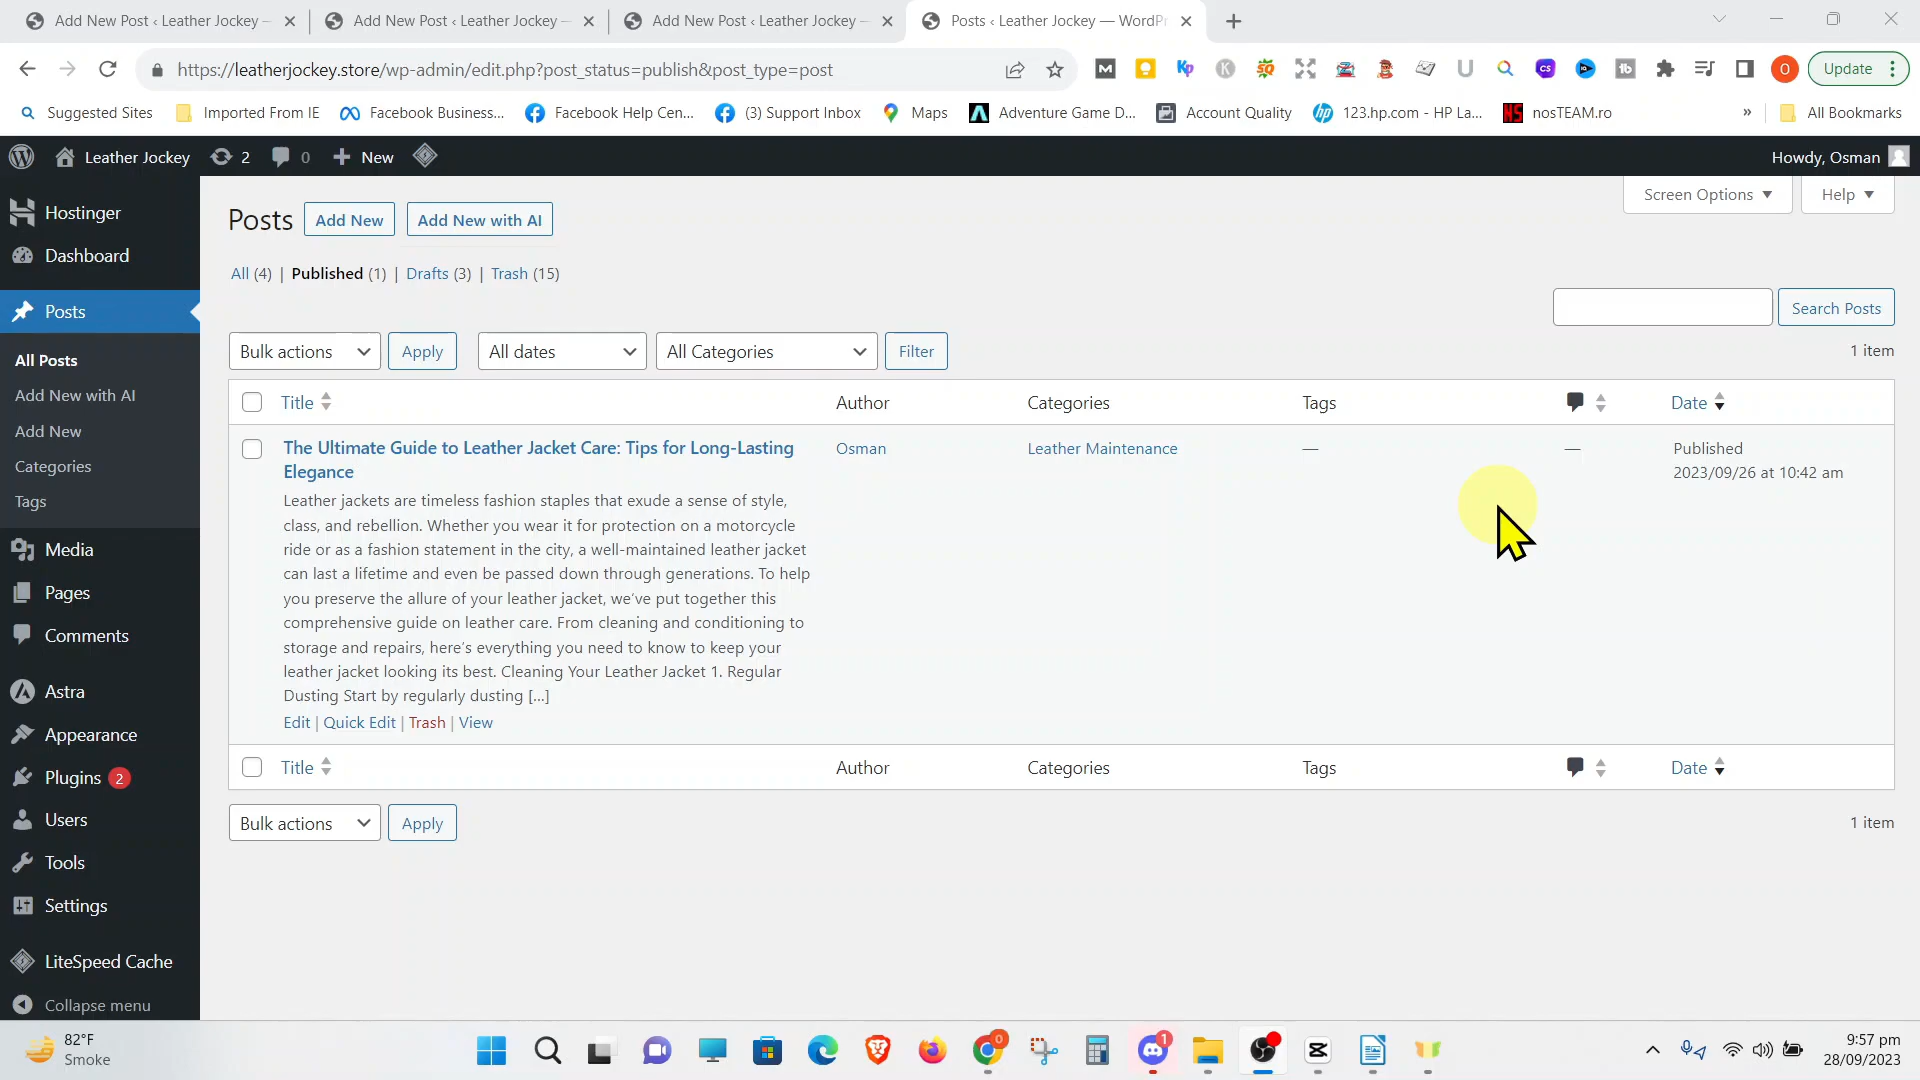 Add New Post ‹ Leather Jockey —
Add New Post ‹ Leather Jockey —
Add New Post ‹ Leather Jockey —
Posts ‹ Leather Jockey — WordPr
https://leatherjockey.store/wp-admin/edit.php?post_status=publish&post_type=post
Update
Suggested Sites
Imported From IE
Facebook Business...
Facebook Help Cen...
(3) Support Inbox
Maps
Adventure Game D...
Account Quality
123.hp.com - HP La...
nosTEAM.ro
» All Bookmarks
Leather Jockey 2 0 + New
Howdy, Osman
Hostinger
Dashboard
Posts
All Posts
Add New with AI
Add New
Categories
Tags
Media
Pages
Comments
Astra
Appearance
Plugins 2
Users
Tools
Settings
LiteSpeed Cache
Collapse menu
Screen Options
Help
Posts Add New Add New with AI
All (4) | Published (1) | Drafts (3) | Trash (15)
Search Posts
Bulk actions Apply All dates All Categories Filter
1 item
Title Author Categories Tags Date
The Ultimate Guide to Leather Jacket Care: Tips for Long-Lasting
Elegance
Osman
Leather Maintenance
—
—
Published
2023/09/26 at 10:42 am
Leather jackets are timeless fashion staples that exude a sense of style,
class, and rebellion. Whether you wear it for protection on a motorcycle
ride or as a fashion statement in the city, a well-maintained leather jacket
can last a lifetime and even be passed down through generations. To help
you preserve the allure of your leather jacket, we've put together this
comprehensive guide on leather care. From cleaning and conditioning to
storage and repairs, here's everything you need to know to keep your
leather jacket looking its best. Cleaning Your Leather Jacket 1. Regular
Dusting Start by regularly dusting [...]
Edit | Quick Edit | Trash | View
Title Author Categories Tags Date
Bulk actions Apply
1 item
82°F
Smoke
0
1
9:57 pm
28/09/2023